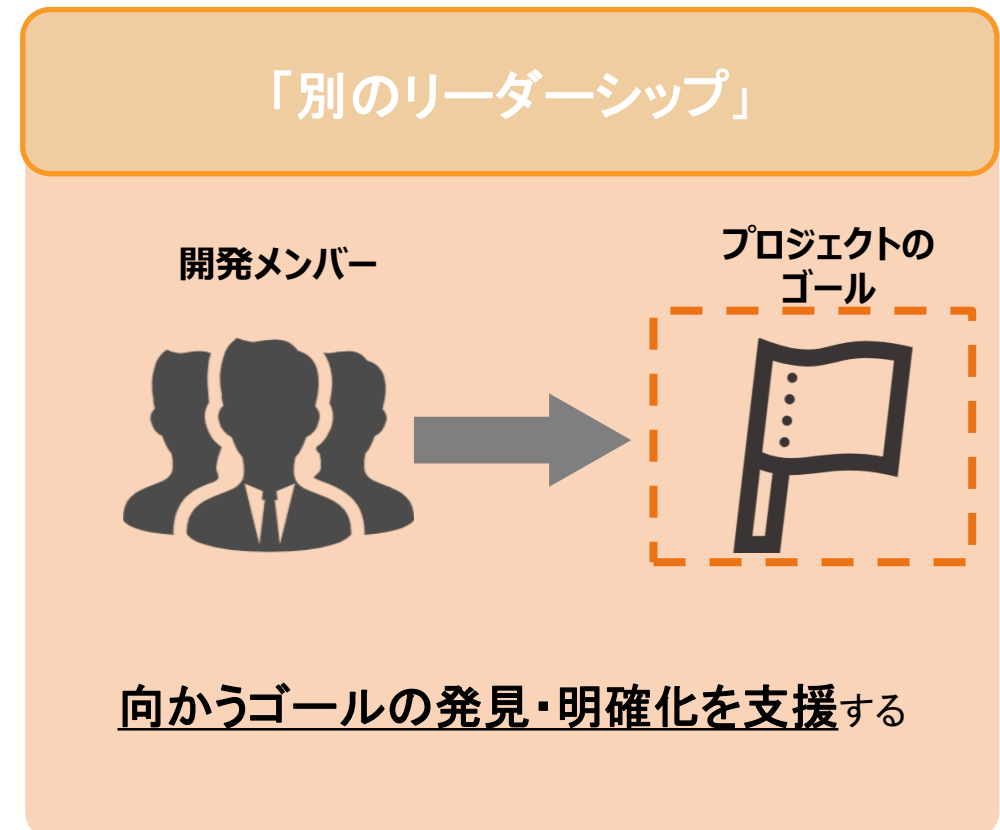 「別のリーダーシップ」
開発メンバー
プロジェクトの
ゴール
向かうゴールの発見・明確化を支援する